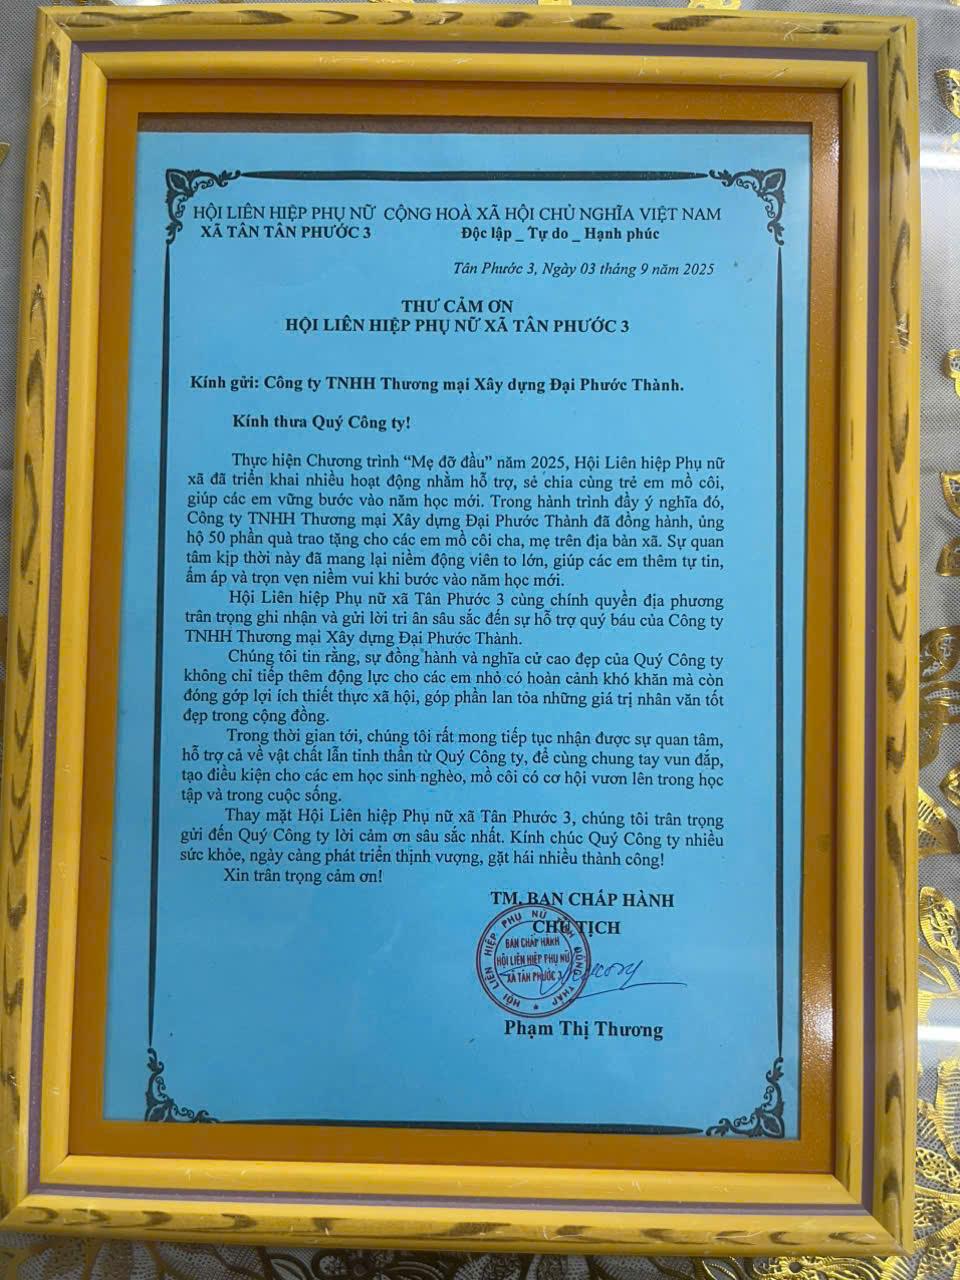 HỘI LIÊN HIỆP PHỤ NỮ CỘNG HOÀ XÃ HỘI CHỦ NGHĨA VIỆT NAM
XÃ TÂN TÂN PHƯỚC 3 Độc lập _ Tự do _ Hạnh phúc
Tân Phước 3, Ngày 03 tháng 9 năm 2025
THƯ CẢM ƠN
HỘI LIÊN HIỆP PHỤ NỮ XÃ TÂN PHƯỚC 3
Kính gửi: Công ty TNHH Thương mại Xây dựng Đại Phước Thành.
Kính thưa Quý Công ty!
Thực hiện Chương trình “Mẹ đỡ đầu” năm 2025, Hội Liên hiệp Phụ nữ
xã đã triển khai nhiều hoạt động nhằm hỗ trợ, sẻ chia cùng trẻ em mồ côi,
giúp các em vững bước vào năm học mới. Trong hành trình đầy ý nghĩa đó,
Công ty TNHH Thương mại Xây dựng Đại Phước Thành đã đồng hành, ủng
hộ 50 phần quà trao tặng cho các em mồ côi cha, mẹ trên địa bàn xã. Sự quan
tâm kịp thời này đã mang lại niềm động viên to lớn, giúp các em thêm tự tin,
ấm áp và trọn vẹn niềm vui khi bước vào năm học mới.
Hội Liên hiệp Phụ nữ xã Tân Phước 3 cùng chính quyền địa phương
trân trọng ghi nhận và gửi lời tri ân sâu sắc đến sự hỗ trợ quý báu của Công ty
TNHH Thương mại Xây dựng Đại Phước Thành.
Chúng tôi tin rằng, sự đồng hành và nghĩa cử cao đẹp của Quý Công ty
không chỉ tiếp thêm động lực cho các em nhỏ có hoàn cảnh khó khăn mà còn
đóng góp lợi ích thiết thực xã hội, góp phần lan tỏa những giá trị nhân văn tốt
đẹp trong cộng đồng.
Trong thời gian tới, chúng tôi rất mong tiếp tục nhận được sự quan tâm,
hỗ trợ cả về vật chất lẫn tinh thần từ Quý Công ty, để cùng chung tay vun đắp,
tạo điều kiện cho các em học sinh nghèo, mồ côi có cơ hội vươn lên trong học
tập và trong cuộc sống.
Thay mặt Hội Liên hiệp Phụ nữ xã Tân Phước 3, chúng tôi trân trọng
gửi đến Quý Công ty lời cảm ơn sâu sắc nhất. Kính chúc Quý Công ty nhiều
sức khỏe, ngày càng phát triển thịnh vượng, gặt hái nhiều thành công!
Xin trân trọng cảm ơn!
TM. BAN CHẤP HÀNH
CHỦ TỊCH
HỘI LIÊN HIỆP PHỤ NỮ TỈNH ĐỒNG THÁP
BAN CHẤP HÀNH
HỘI LIÊN HIỆP PHỤ NỮ
XÃ TÂN PHƯỚC 3
Phạm Thị Thương